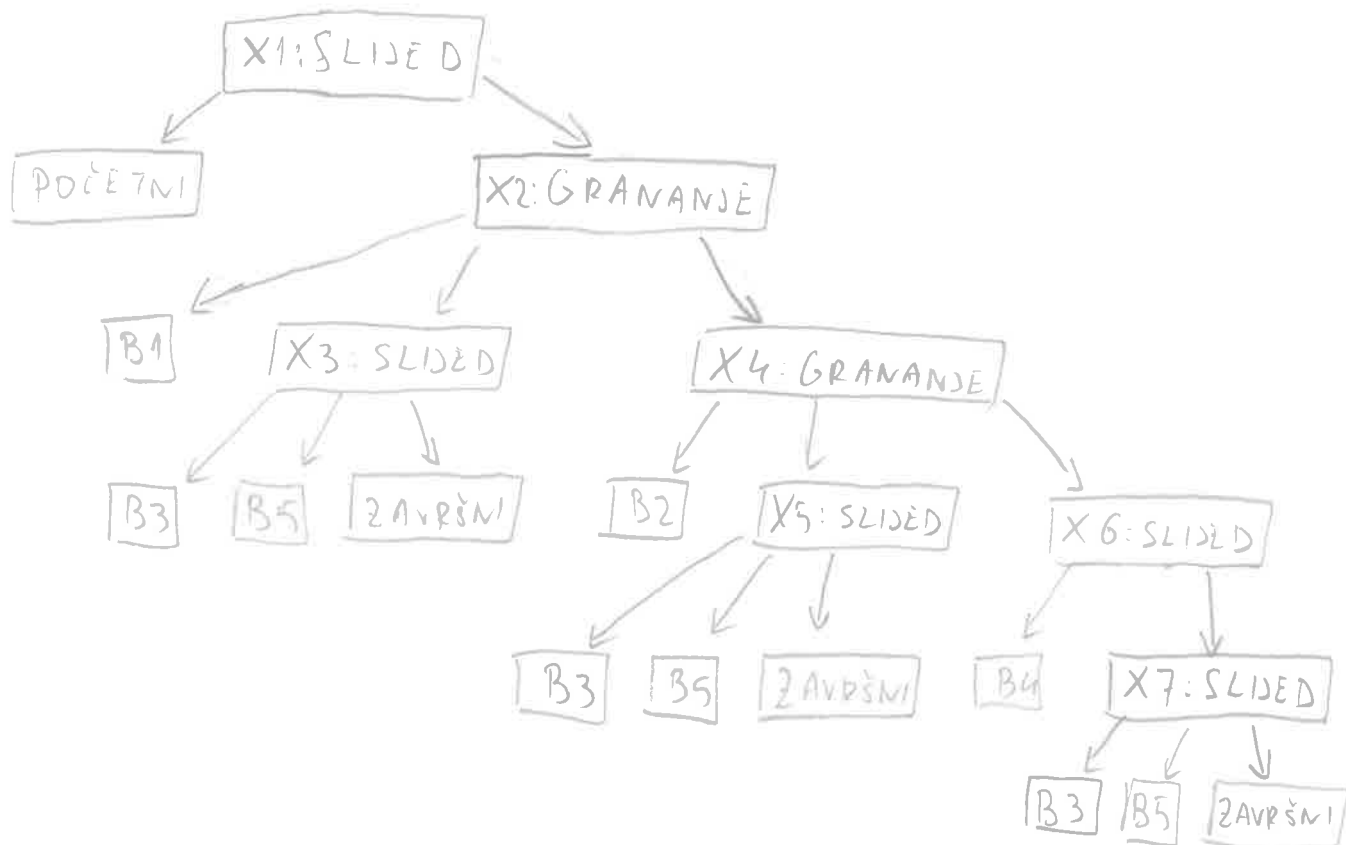 X1: SLIJED
POČETNI
X2: GRANANJE
B1
X3: SLIJED
X4: GRANANJE
B3
B5
ZAVRŠNI
B2
X5: SLIJED
X6: SLIJED
B3
B5
ZAVRŠNI
B4
X7: SLIJED
B3
B5
ZAVRŠNI